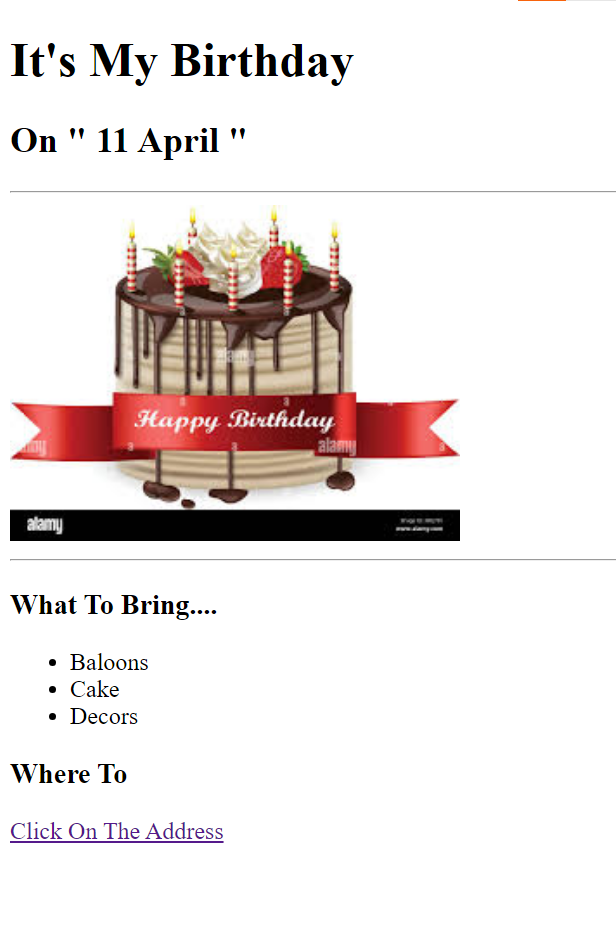 It's My Birthday
On " 11 April "
alamy
Happy Birthday
alamy
alamy
www.alamy.com
What To Bring....
Baloons
Cake
Decors
Where To
Click On The Address